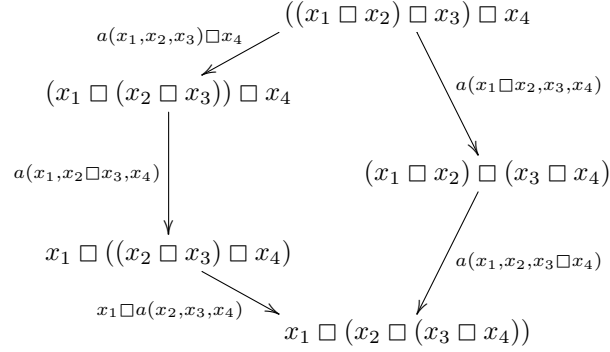 ((x₁ □ x₂) □ x₃) □ x₄
a(x₁,x₂,x₃)□x₄
(x₁ □ (x₂ □ x₃)) □ x₄
a(x₁□x₂,x₃,x₄)
a(x₁,x₂□x₃,x₄)
(x₁ □ x₂) □ (x₃ □ x₄)
x₁ □ ((x₂ □ x₃) □ x₄)
a(x₁,x₂,x₃□x₄)
x₁□a(x₂,x₃,x₄)
x₁ □ (x₂ □ (x₃ □ x₄))